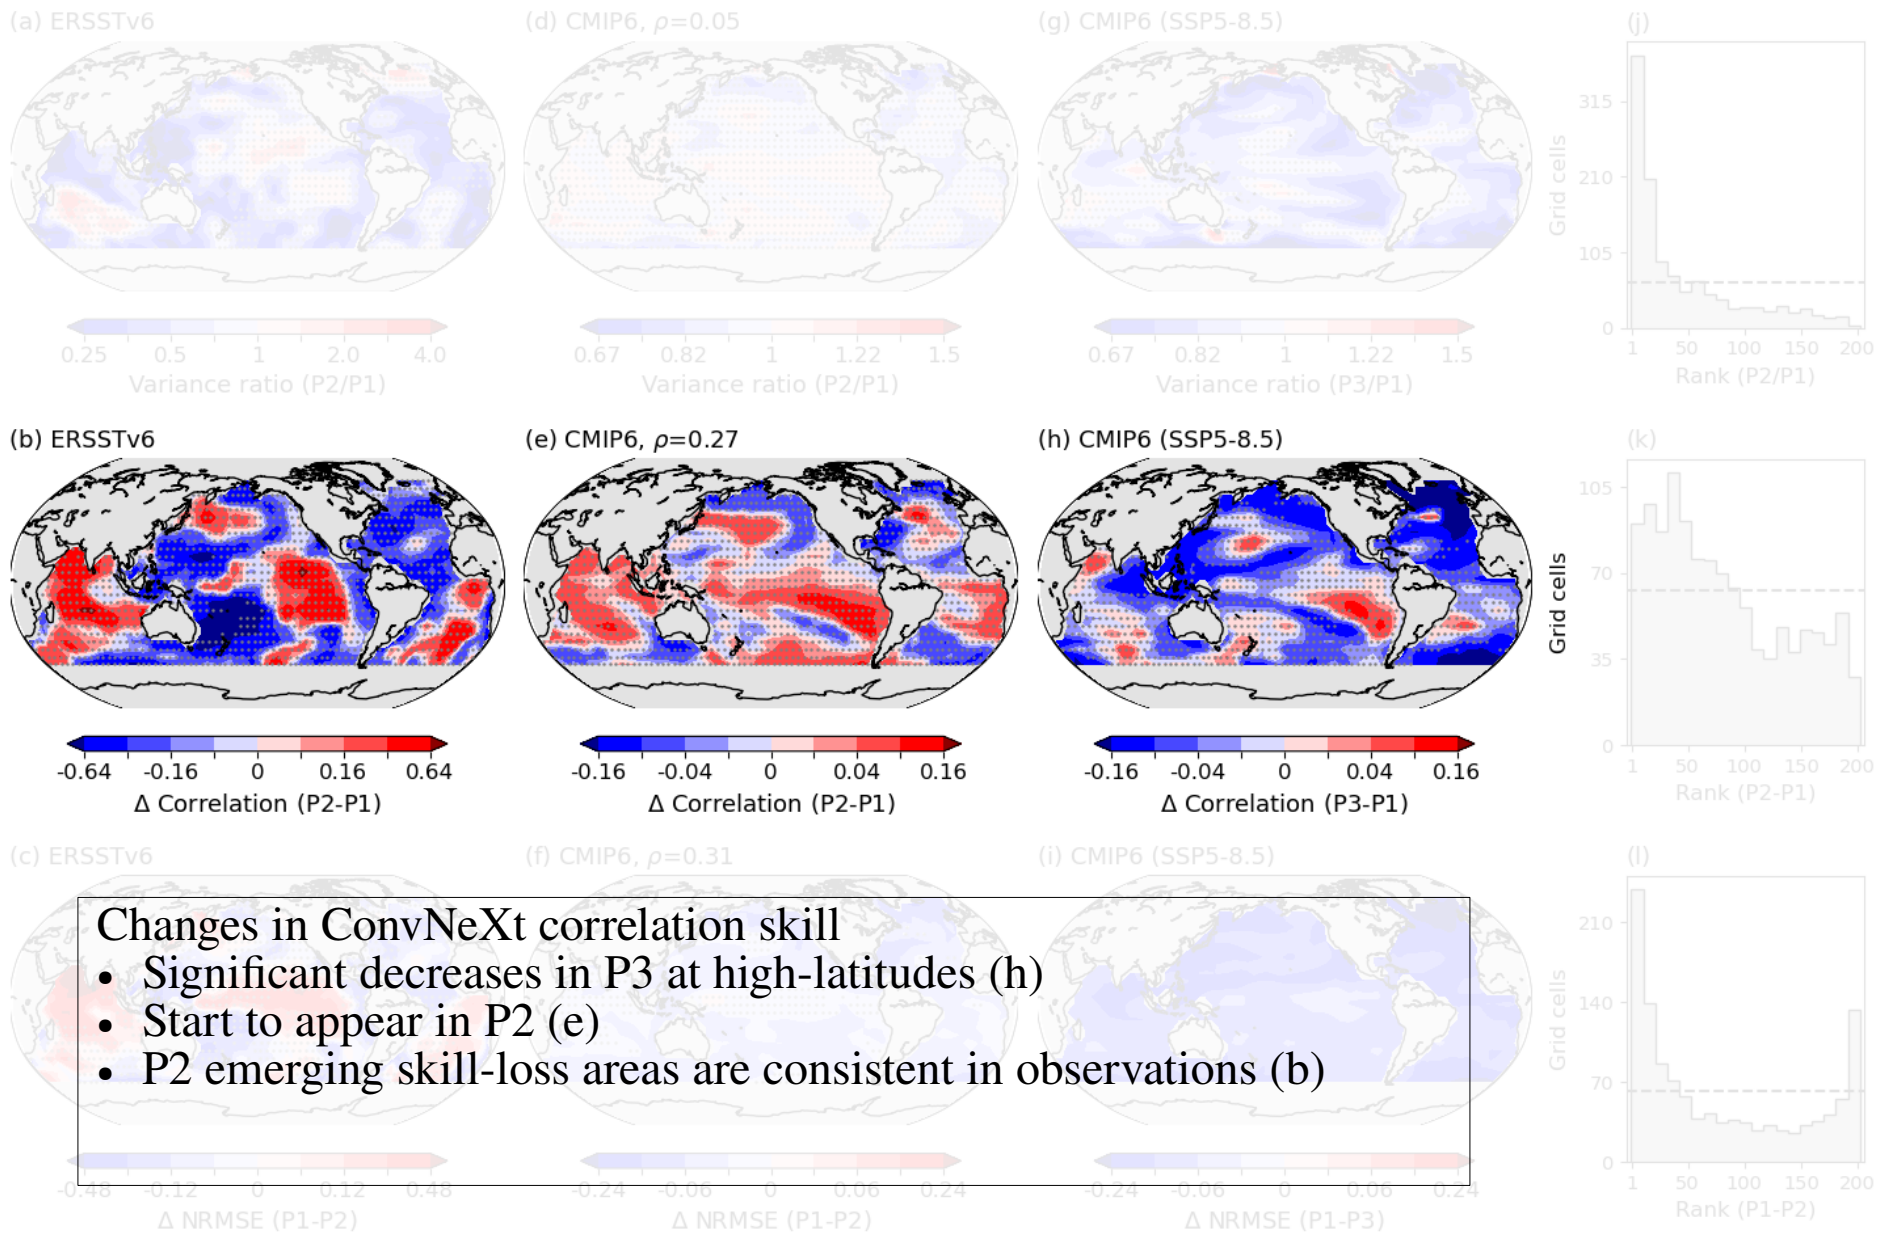 (a) ERSSTv6
(d) CMIP6, ρ=0.05
(g) CMIP6 (SSP5-8.5)
(j)
0.25 0.5 1 2.0 4.0
Variance ratio (P2/P1)
0.67 0.82 1 1.22 1.5
Variance ratio (P2/P1)
0.67 0.82 1 1.22 1.5
Variance ratio (P3/P1)
Grid cells
315
210
105
0
1 50 100 150 200
Rank (P2/P1)
(b) ERSSTv6
(e) CMIP6, ρ=0.27
(h) CMIP6 (SSP5-8.5)
(k)
-0.64 -0.16 0 0.16 0.64
Δ Correlation (P2-P1)
-0.16 -0.04 0 0.04 0.16
Δ Correlation (P2-P1)
-0.16 -0.04 0 0.04 0.16
Δ Correlation (P3-P1)
Grid cells
105
70
35
0
1 50 100 150 200
Rank (P2-P1)
(c) ERSSTv6
(f) CMIP6, ρ=0.31
(i) CMIP6 (SSP5-8.5)
(l)
Changes in ConvNeXt correlation skill
• Significant decreases in P3 at high-latitudes (h)
• Start to appear in P2 (e)
• P2 emerging skill-loss areas are consistent in observations (b)
-0.48 -0.12 0 0.12 0.48
Δ NRMSE (P1-P2)
-0.24 -0.06 0 0.06 0.24
Δ NRMSE (P1-P2)
-0.24 -0.06 0 0.06 0.24
Δ NRMSE (P1-P3)
Grid cells
210
140
70
0
1 50 100 150 200
Rank (P1-P2)